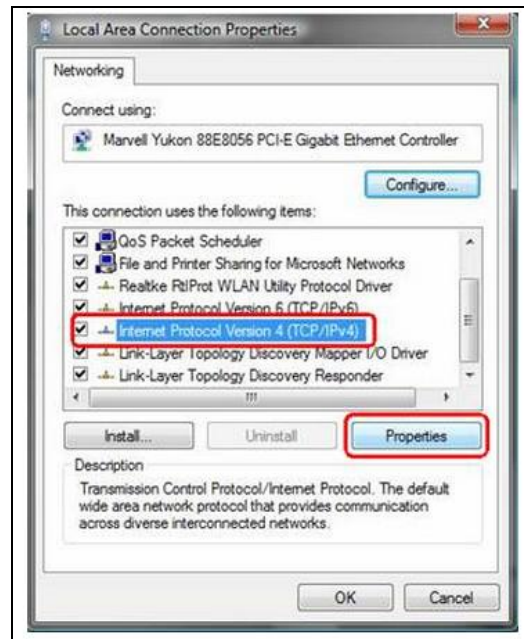 Local Area Connection Properties
Networking
Connect using:
Marvell Yukon 88E8056 PCI-E Gigabit Ethernet Controller
Configure...
This connection uses the following items:
QoS Packet Scheduler
File and Printer Sharing for Microsoft Networks
Realtke RtlProt WLAN Utility Protocol Driver
Internet Protocol Version 6 (TCP/IPv6)
Internet Protocol Version 4 (TCP/IPv4)
Link-Layer Topology Discovery Mapper I/O Driver
Link-Layer Topology Discovery Responder
Install...
Uninstall
Properties
Description
Transmission Control Protocol/Internet Protocol. The default
wide area network protocol that provides communication
across diverse interconnected networks.
OK
Cancel